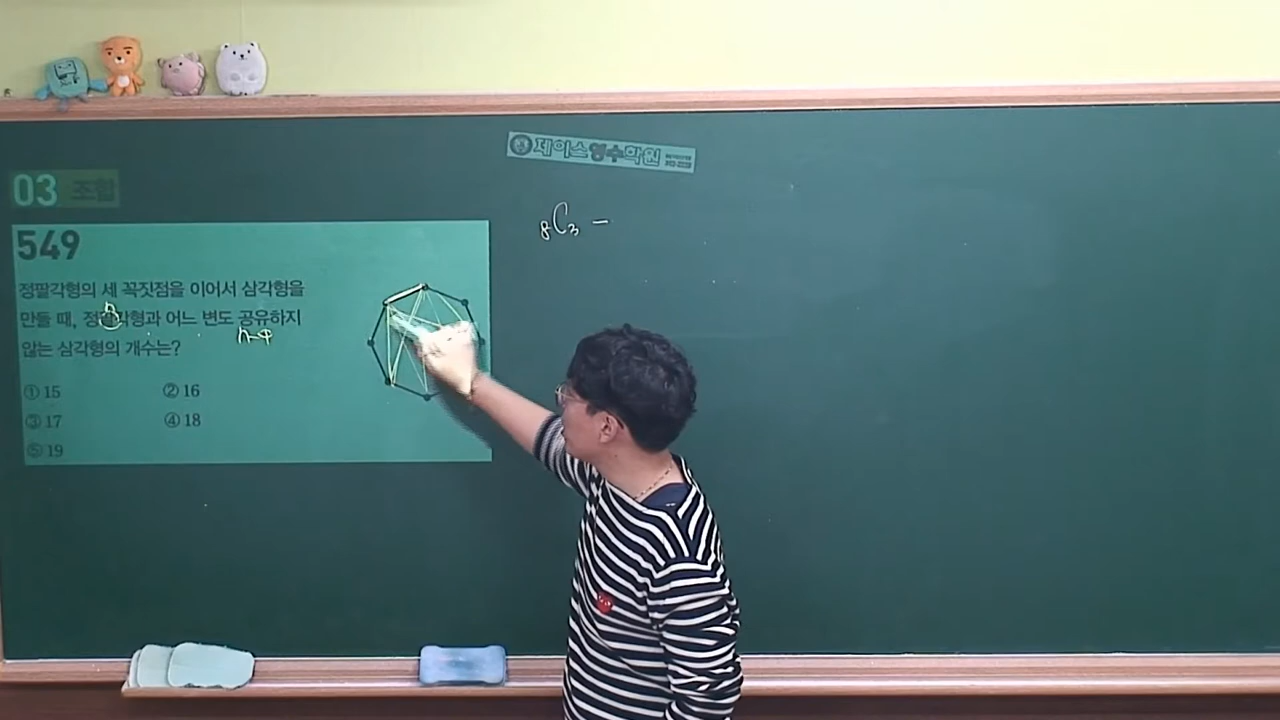 제이스영수학원
03 조합
₈C₃ −
549
정팔각형의 세 꼭짓점을 이어서 삼각형을
만들 때, 정팔각형과 어느 변도 공유하지
n
n-4
않는 삼각형의 개수는?
① 15 ② 16
③ 17 ④ 18
⑤ 19